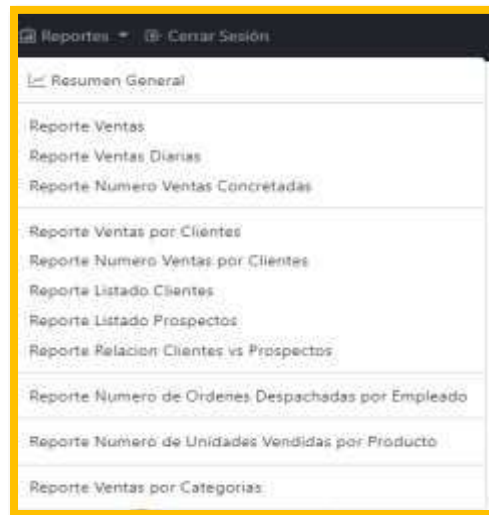 Reportes Cerrar Sesión
Resumen General
Reporte Ventas
Reporte Ventas Diarias
Reporte Numero Ventas Concretadas
Reporte Ventas por Clientes
Reporte Numero Ventas por Clientes
Reporte Listado Clientes
Reporte Listado Prospectos
Reporte Relacion Clientes vs Prospectos
Reporte Numero de Ordenes Despachadas por Empleado
Reporte Numero de Unidades Vendidas por Producto
Reporte Ventas por Categorias